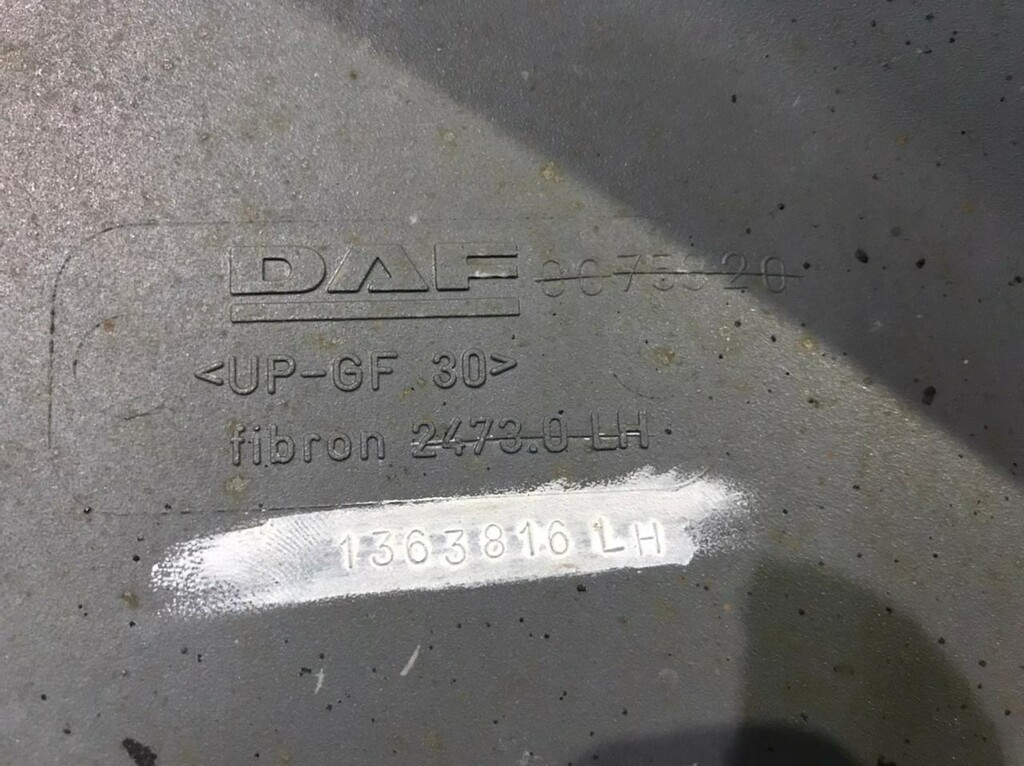 DAF
<UP-GF 30>
fibron 2473.0 LH
1363816 LH